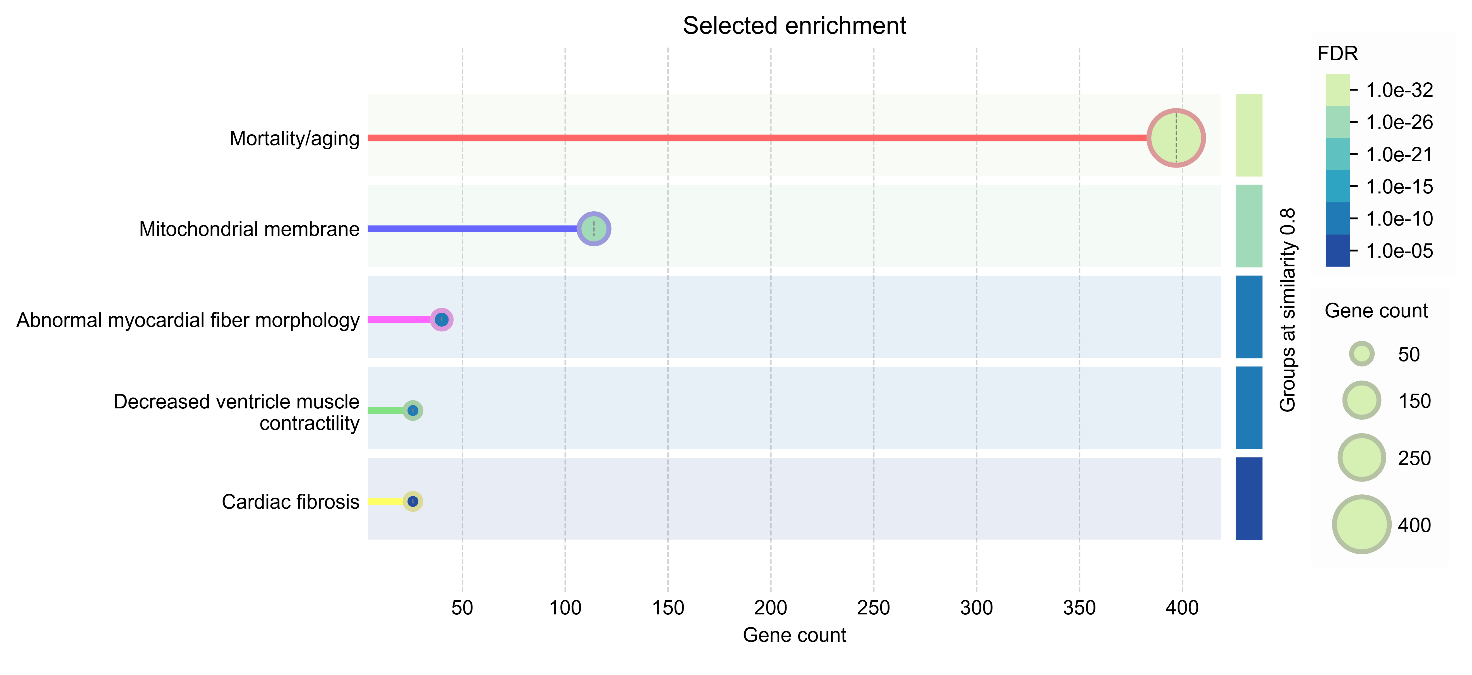 Selected enrichment
Mortality/aging
Mitochondrial membrane
Abnormal myocardial fiber morphology
Decreased ventricle muscle
contractility
Cardiac fibrosis
50 100 150 200 250 300 350 400
Gene count
Groups at similarity 0.8
FDR
1.0e-32
1.0e-26
1.0e-21
1.0e-15
1.0e-10
1.0e-05
Gene count
50
150
250
400